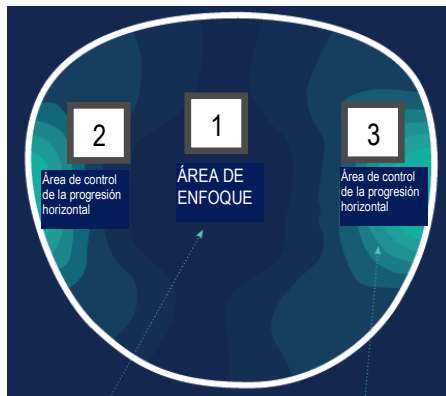 1
2
3
ÁREA DE
ENFOQUE
Área de control
de la progresión
horizontal
Área de control
de la progresión
horizontal